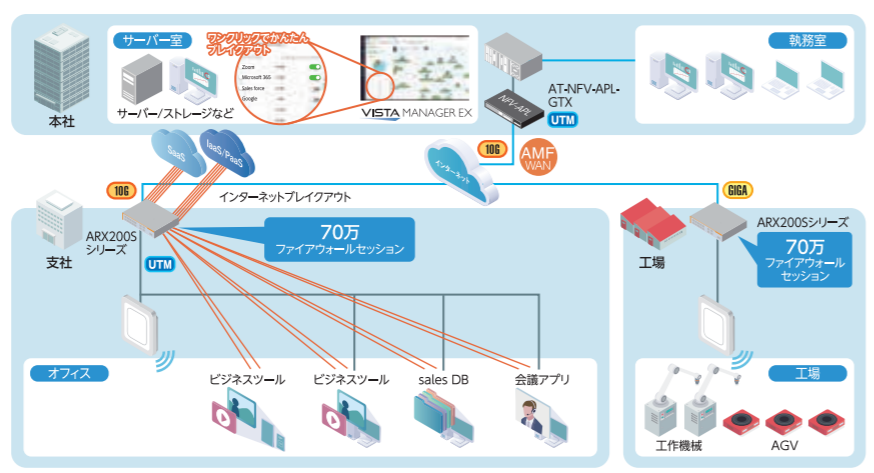 本社
サーバー室
サーバー/ストレージなど
ワンクリックでかんたん
ブレイクアウト
Zoom
Microsoft 365
Sales force
Google
VISTA MANAGER EX
NFV-APL
AT-NFV-APL-
GTX
UTM
執務室
SaaS
IaaS/PaaS
インターネット
10G
AMF
WAN
10G
インターネットブレイクアウト
GIGA
支社
ARX200S
シリーズ
UTM
70万
ファイアウォールセッション
オフィス
ビジネスツール
ビジネスツール
sales DB
会議アプリ
工場
ARX200Sシリーズ
70万
ファイアウォール
セッション
工場
工作機械
AGV